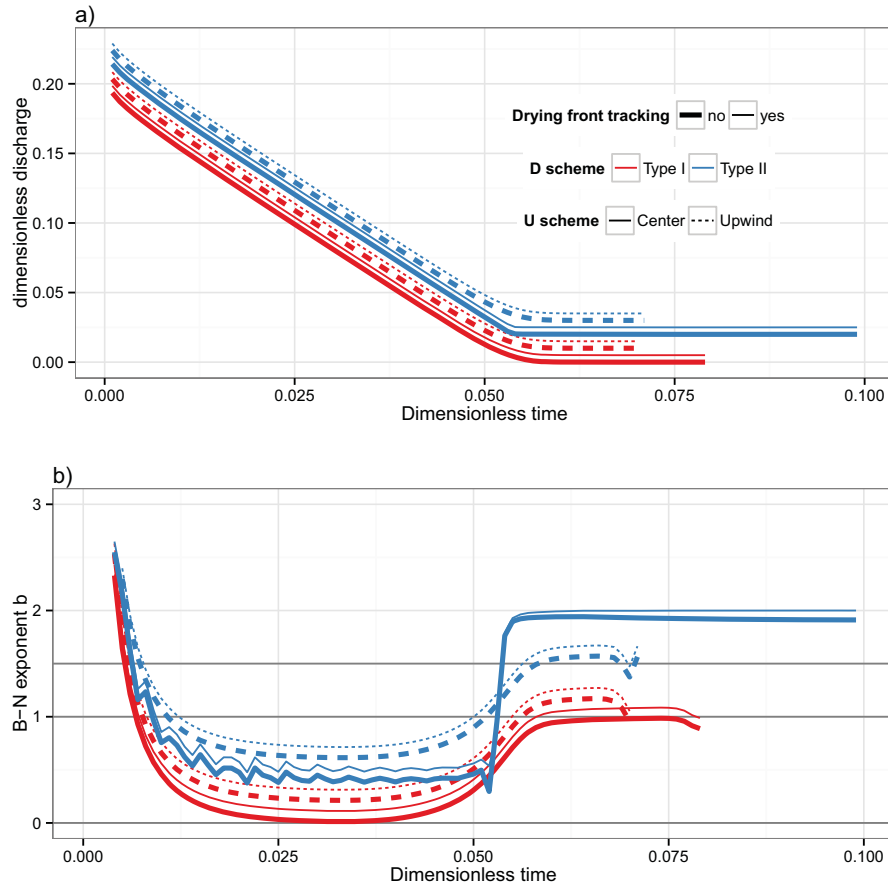 a)
0.20
0.15
0.10
0.05
0.00
dimensionless discharge
Drying front tracking no yes
D scheme Type I Type II
U scheme Center Upwind
0.000 0.025 0.050 0.075 0.100
Dimensionless time
b)
3
2
1
0
B−N exponent b
0.000 0.025 0.050 0.075 0.100
Dimensionless time